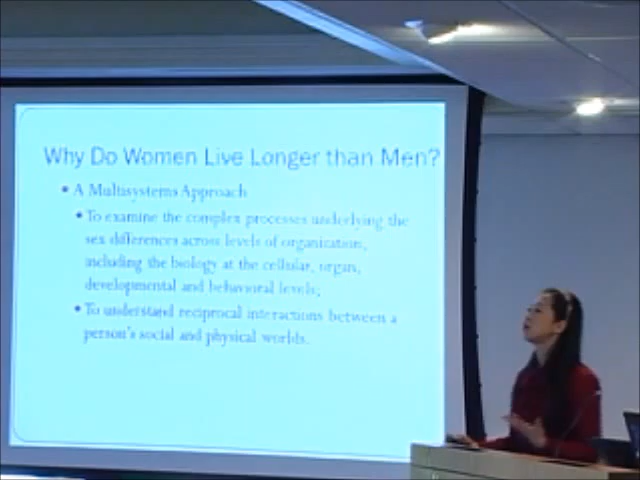 Why Do Women Live Longer than Men?
• A Multisystems Approach
• To examine the complex processes underlying the
sex differences across levels of organization,
including the biology at the cellular, organ,
developmental and behavioral levels;
• To understand reciprocal interactions between a
person's social and physical worlds.